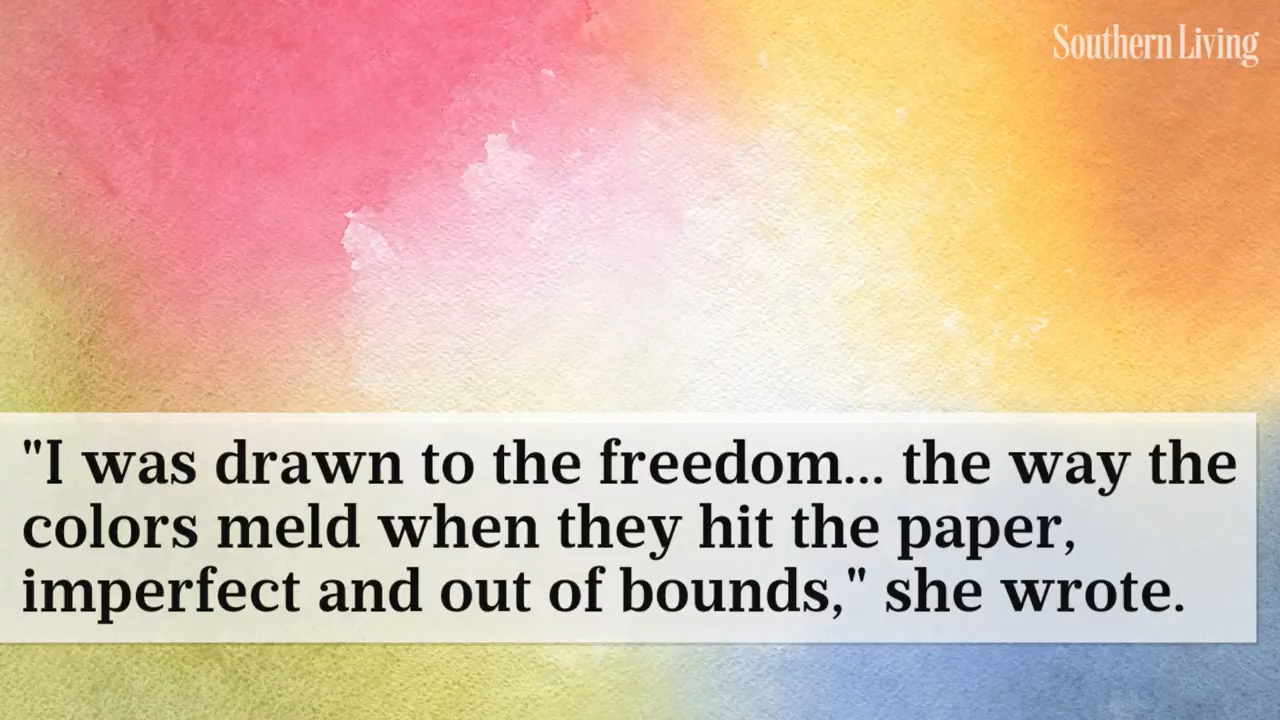 Southern Living
"I was drawn to the freedom... the way the
colors meld when they hit the paper,
imperfect and out of bounds," she wrote.